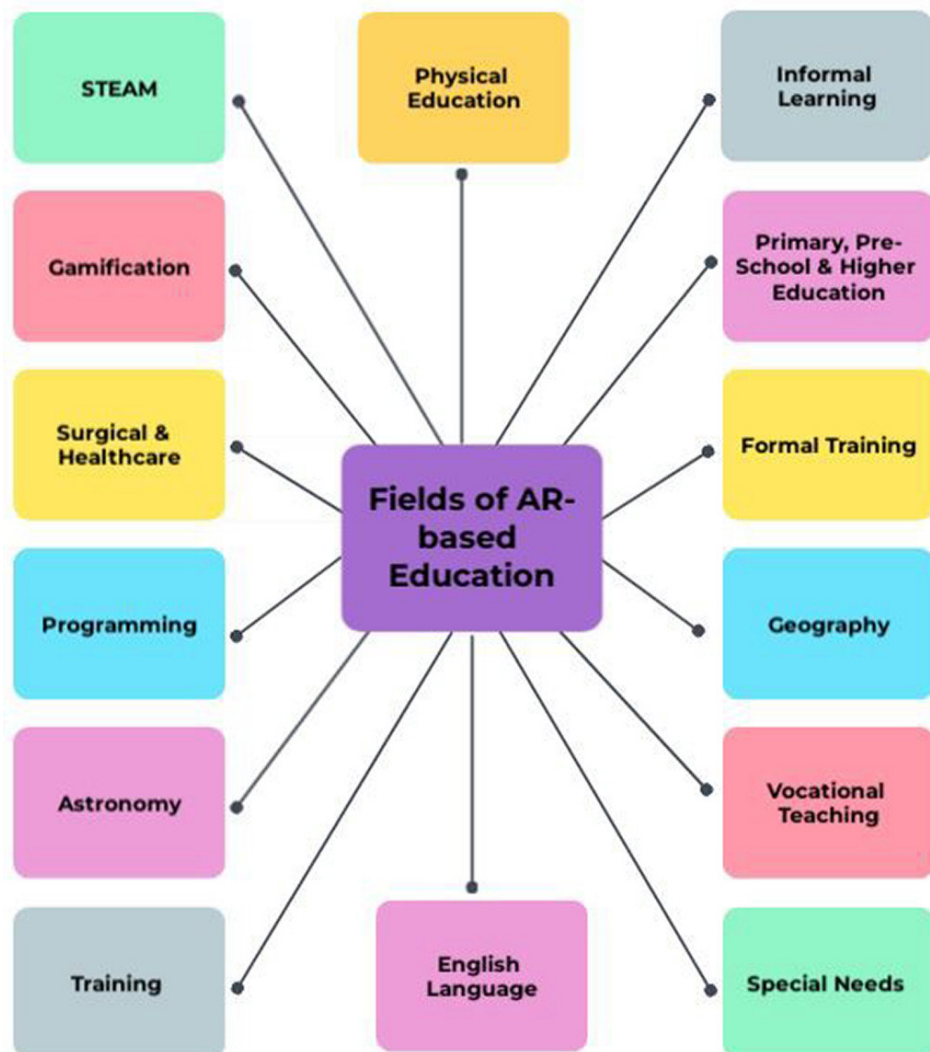 STEAM
Physical
Education
Informal
Learning
Gamification
Primary, Pre-
School & Higher
Education
Surgical &
Healthcare
Formal Training
Fields of AR-
based
Education
Programming
Geography
Astronomy
Vocational
Teaching
Training
English
Language
Special Needs